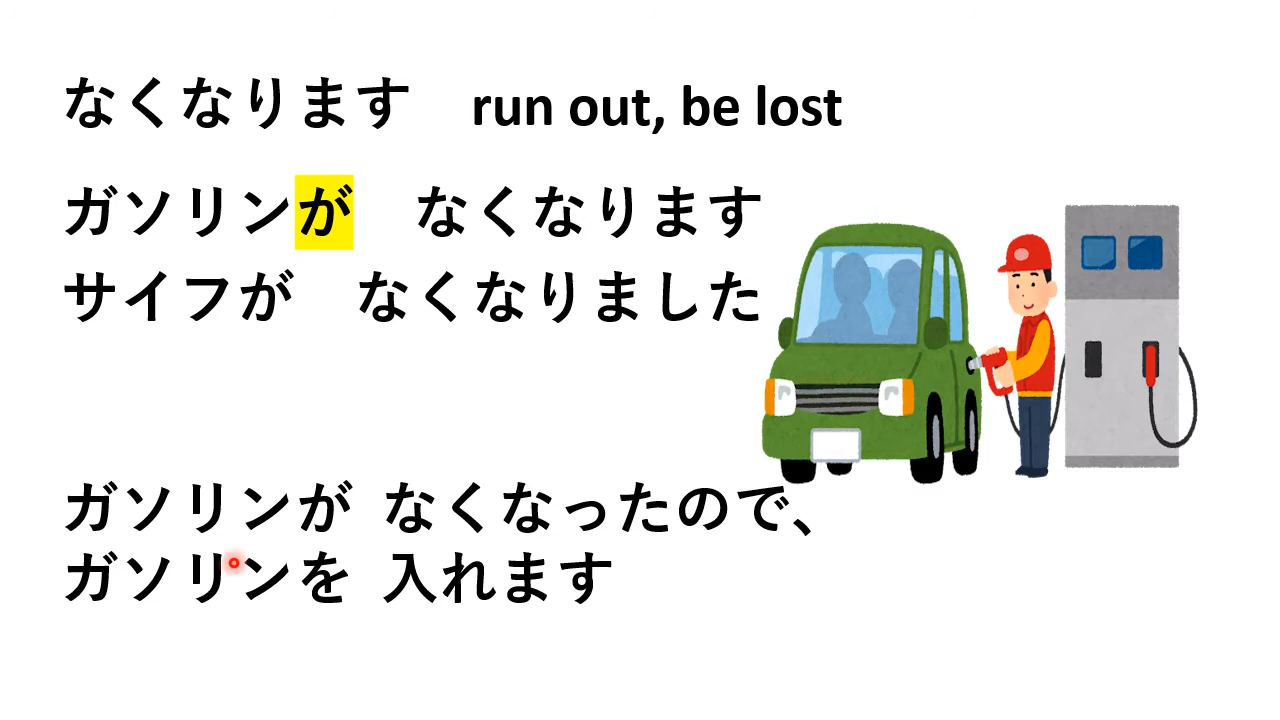 なくなります　run out, be lost
ガソリンが　なくなります
サイフが　なくなりました
ガソリンが なくなったので、
ガソリンを 入れます